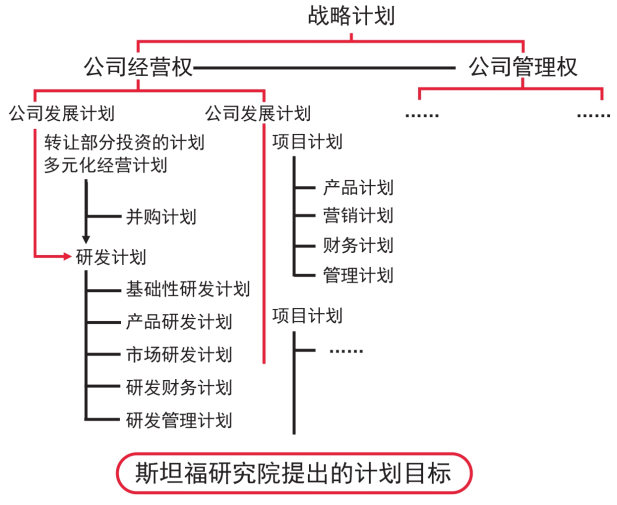 战略计划
公司经营权
公司管理权
公司发展计划
公司发展计划
……
……
转让部分投资的计划
多元化经营计划
并购计划
研发计划
基础性研发计划
产品研发计划
市场研发计划
研发财务计划
研发管理计划
项目计划
产品计划
营销计划
财务计划
管理计划
项目计划
……
斯坦福研究院提出的计划目标